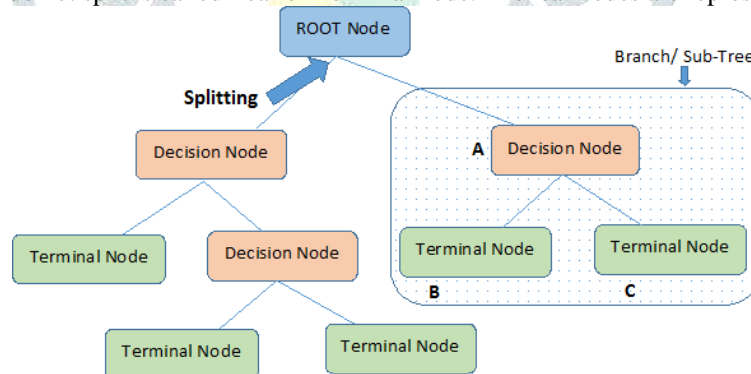 ROOT Node
Branch/ Sub-Tree
Splitting
Decision Node
A Decision Node
Terminal Node
Decision Node
Terminal Node
Terminal Node
B
C
Terminal Node
Terminal Node